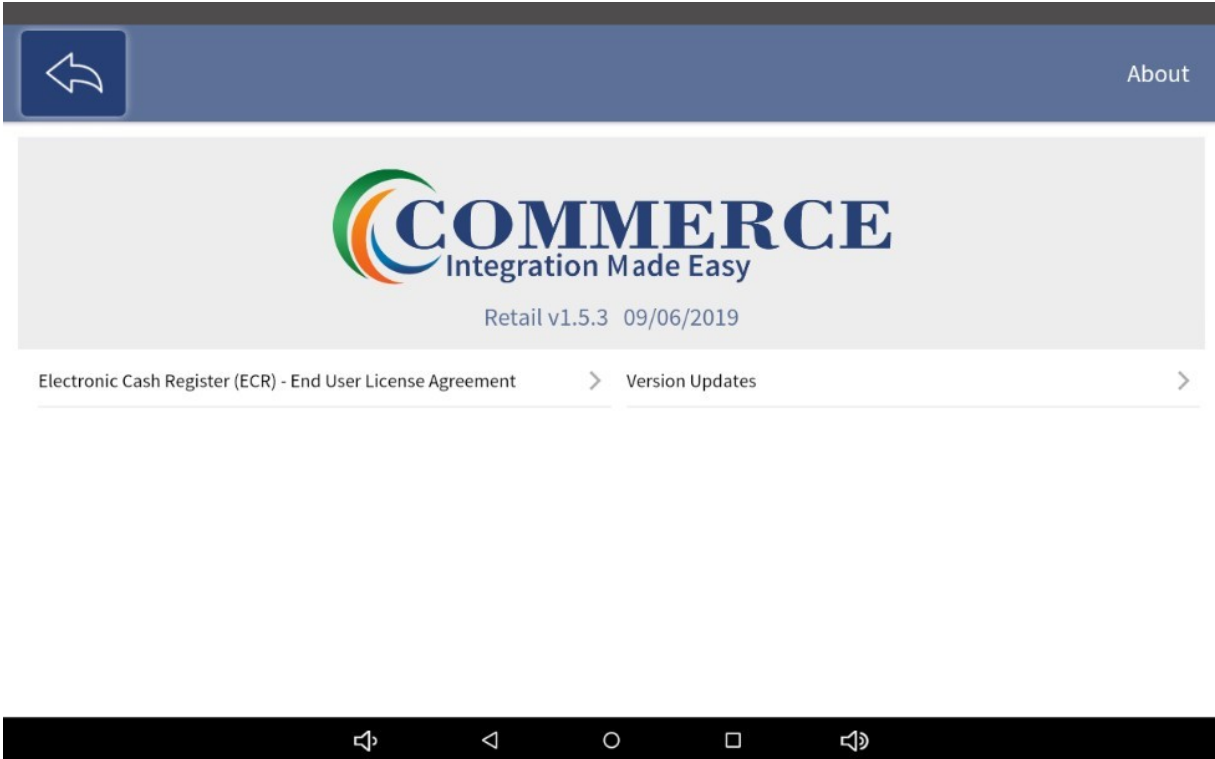 About
COMMERCE
Integration Made Easy
Retail v1.5.3 09/06/2019
Electronic Cash Register (ECR) - End User License Agreement
Version Updates